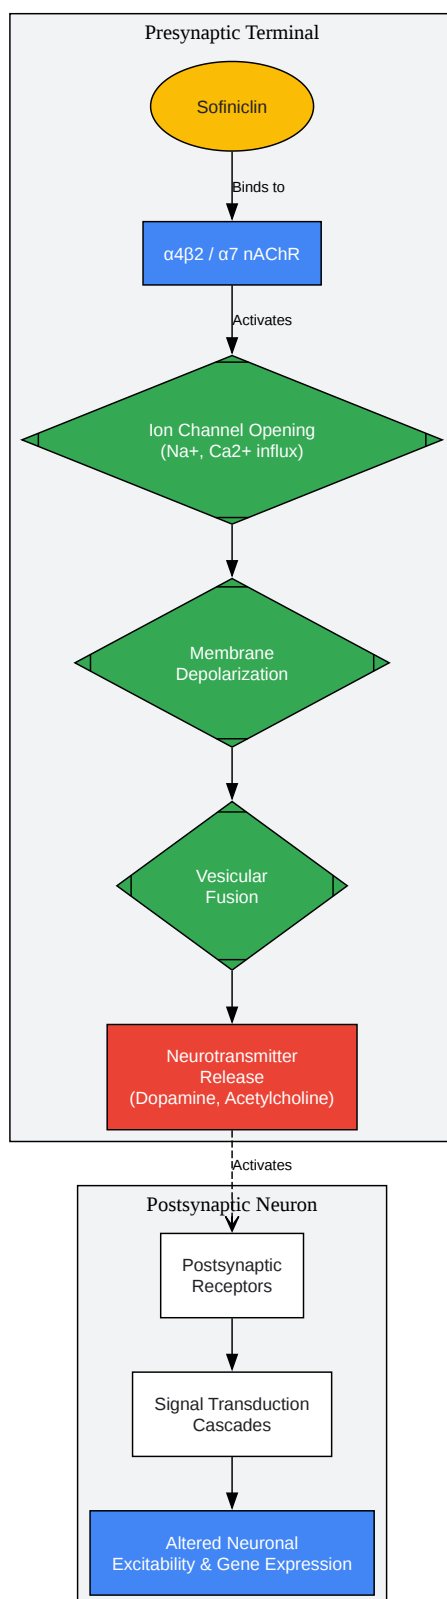 Presynaptic Terminal
Sofiniclin
Binds to
α4β2 / α7 nAChR
Activates
Ion Channel Opening
(Na+, Ca2+ influx)
Membrane
Depolarization
Vesicular
Fusion
Neurotransmitter
Release
(Dopamine, Acetylcholine)
Activates
Postsynaptic Neuron
Postsynaptic
Receptors
Signal Transduction
Cascades
Altered Neuronal
Excitability & Gene Expression